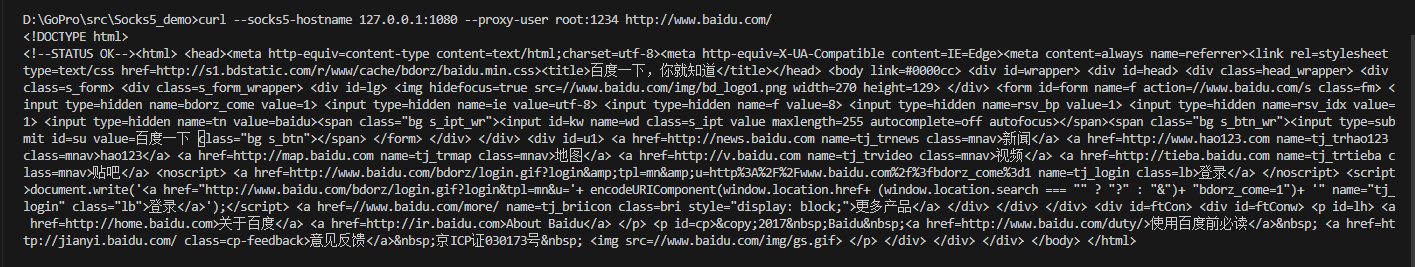 D:\GoPro\src\Socks5_demo>curl --socks5-hostname 127.0.0.1:1080 --proxy-user root:1234 http://www.baidu.com/
<!DOCTYPE html>
<!--STATUS OK--><html> <head><meta http-equiv=content-type content=text/html;charset=utf-8><meta http-equiv=X-UA-Compatible content=IE=Edge><meta content=always name=referrer><link rel=stylesheet
type=text/css href=http://s1.bdstatic.com/r/www/cache/bdorz/baidu.min.css><title>百度一下，你就知道</title></head> <body link=#0000cc> <div id=wrapper> <div id=head> <div class=head_wrapper> <div
class=s_form> <div class=s_form_wrapper> <div id=lg> <img hidefocus=true src=//www.baidu.com/img/bd_logo1.png width=270 height=129> </div> <form id=form name=f action=//www.baidu.com/s class=fm> <
input type=hidden name=bdorz_come value=1> <input type=hidden name=ie value=utf-8> <input type=hidden name=f value=8> <input type=hidden name=rsv_bp value=1> <input type=hidden name=rsv_idx value=
1> <input type=hidden name=tn value=baidu><span class="bg s_ipt_wr"><input id=kw name=wd class=s_ipt value maxlength=255 autocomplete=off autofocus></span><span class="bg s_btn_wr"><input type=sub
mit id=su value=百度一下 class="bg s_btn"></span> </form> </div> </div> <div id=u1> <a href=http://news.baidu.com name=tj_trnews class=mnav>新闻</a> <a href=http://www.hao123.com name=tj_trhao123
class=mnav>hao123</a> <a href=http://map.baidu.com name=tj_trmap class=mnav>地图</a> <a href=http://v.baidu.com name=tj_trvideo class=mnav>视频</a> <a href=http://tieba.baidu.com name=tj_trtieba c
lass=mnav>贴吧</a> <noscript> <a href=http://www.baidu.com/bdorz/login.gif?login&amp;tpl=mn&amp;u=http%3A%2F%2Fwww.baidu.com%2f%3fbdorz_come%3d1 name=tj_login class=lb>登录</a> </noscript> <script
>document.write('<a href="http://www.baidu.com/bdorz/login.gif?login&tpl=mn&u='+ encodeURIComponent(window.location.href+ (window.location.search === "" ? "?" : "&")+ "bdorz_come=1")+ '" name="tj_
login" class="lb">登录</a>');</script> <a href=//www.baidu.com/more/ name=tj_briicon class=bri style="display: block;">更多产品</a> </div> </div> </div> <div id=ftCon> <div id=ftConw> <p id=lh> <a
href=http://home.baidu.com>关于百度</a> <a href=http://ir.baidu.com>About Baidu</a> </p> <p id=cp>&copy;2017&nbsp;Baidu&nbsp;<a href=http://www.baidu.com/duty/>使用百度前必读</a>&nbsp; <a href=ht
tp://jianyi.baidu.com/ class=cp-feedback>意见反馈</a>&nbsp;京ICP证030173号&nbsp; <img src=//www.baidu.com/img/gs.gif> </p> </div> </div> </div> </body> </html>